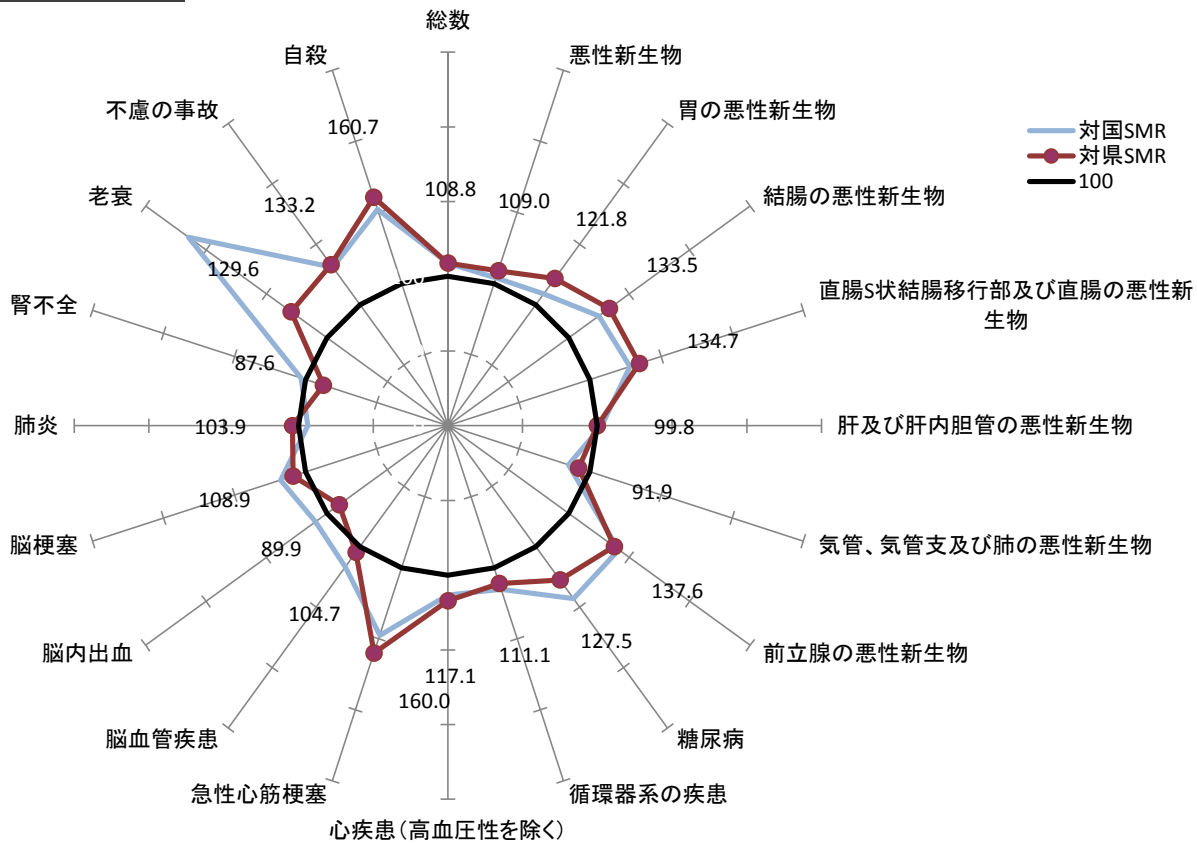 総数
自殺
悪性新生物
不慮の事故
胃の悪性新生物
対国SMR
対県SMR
100
老衰
結腸の悪性新生物
腎不全
直腸S状結腸移行部及び直腸の悪性新
生物
肺炎
肝及び肝内胆管の悪性新生物
脳梗塞
気管、気管支及び肺の悪性新生物
脳内出血
前立腺の悪性新生物
脳血管疾患
糖尿病
急性心筋梗塞
循環器系の疾患
心疾患(高血圧性を除く)
108.8
109.0
121.8
133.5
134.7
99.8
91.9
137.6
127.5
111.1
117.1
160.0
104.7
89.9
108.9
103.9
87.6
129.6
133.2
160.7